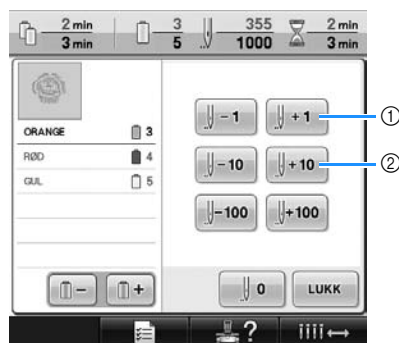 2 min 3 355 2 min
3 min 5 1000 3 min
− 1 + 1 ①
ORANGE 3
RØD 4 − 10 + 10 ②
GUL 5
−100 +100
− + 0 LUKK
?